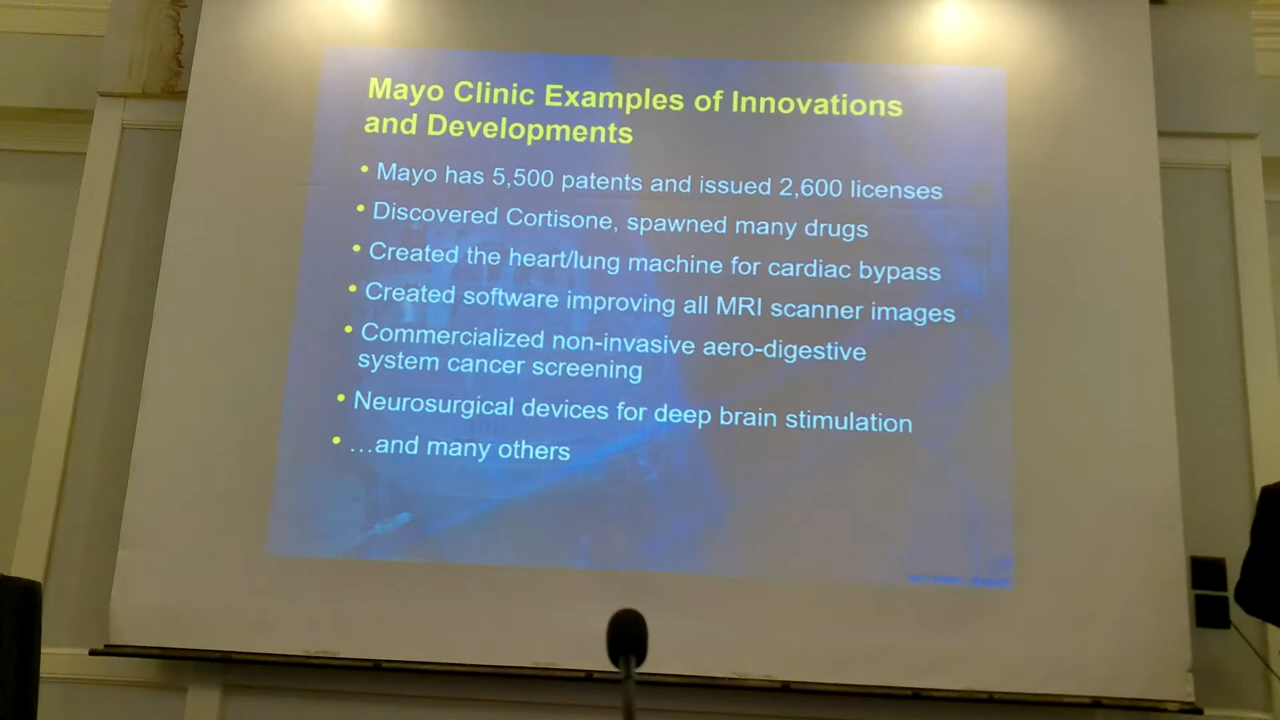 Mayo Clinic Examples of Innovations
and Developments
• Mayo has 5,500 patents and issued 2,600 licenses
• Discovered Cortisone, spawned many drugs
• Created the heart/lung machine for cardiac bypass
• Created software improving all MRI scanner images
• Commercialized non-invasive aero-digestive
system cancer screening
• Neurosurgical devices for deep brain stimulation
• …and many others